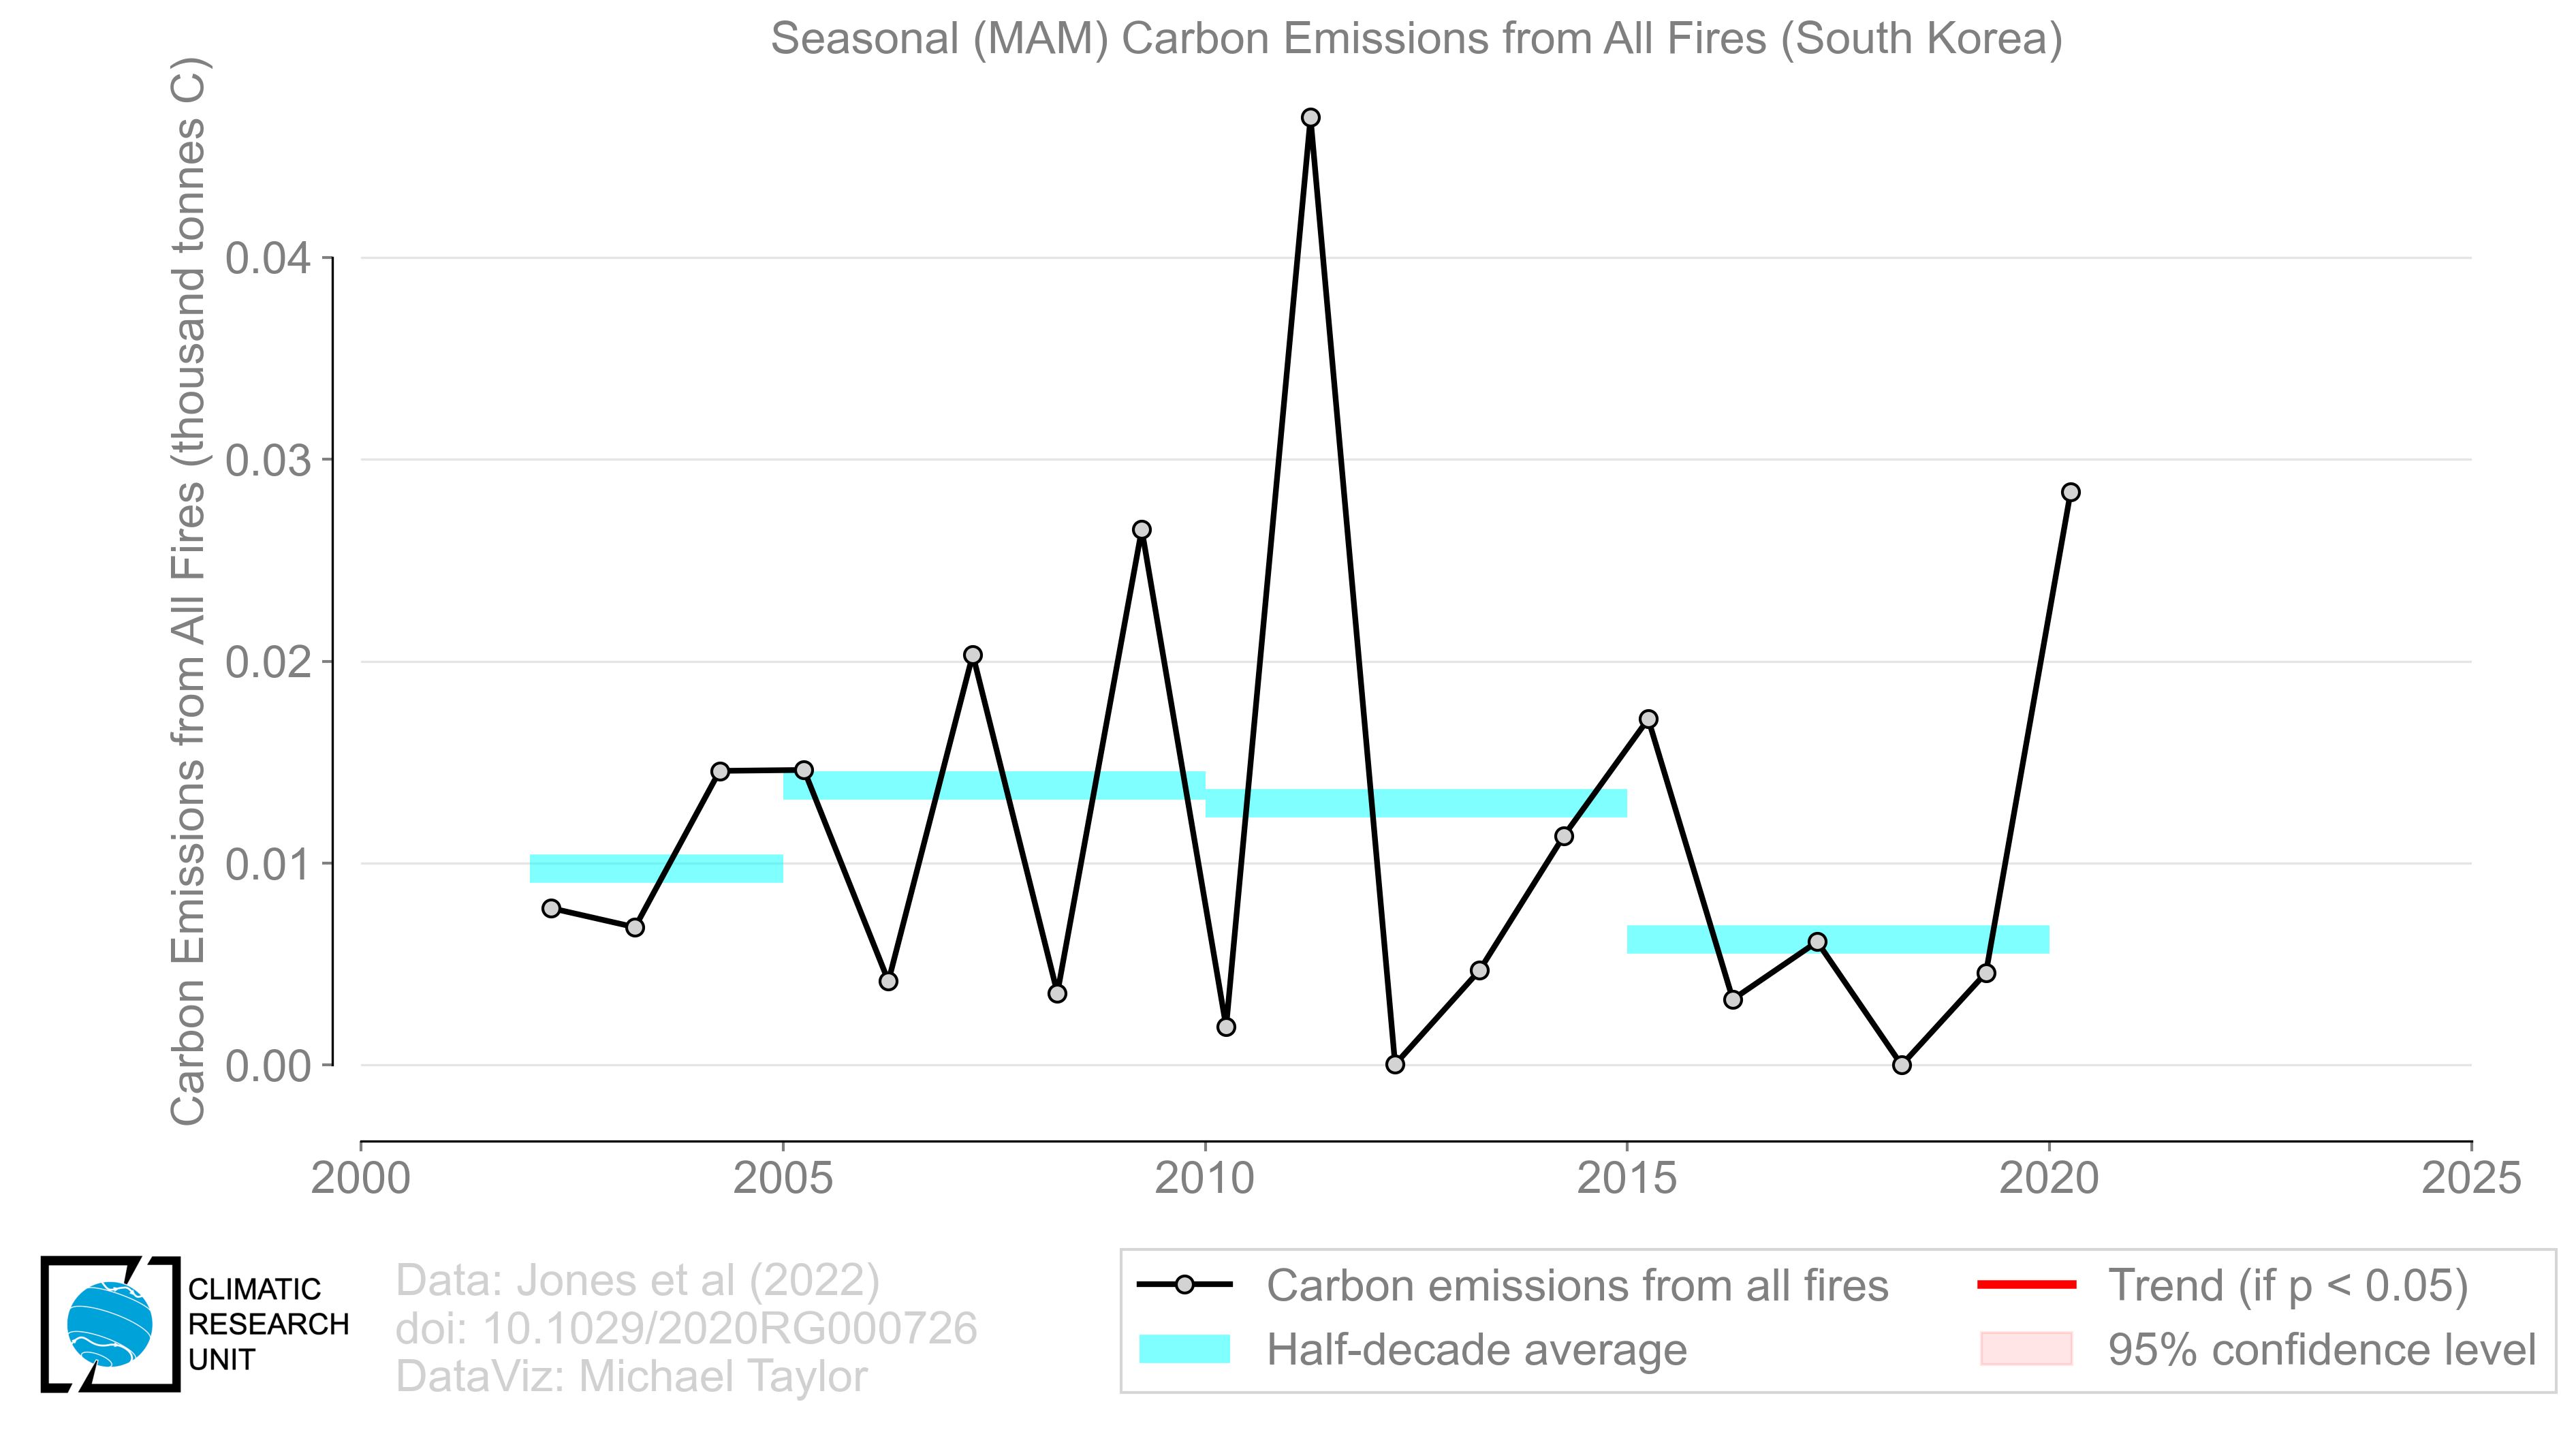 Seasonal (MAM) Carbon Emissions from All Fires (South Korea)
Carbon Emissions from All Fires (thousand tonnes C)
0.04
0.03
0.02
0.01
0.00
2000 2005 2010 2015 2020 2025
CLIMATIC
RESEARCH
UNIT
Data: Jones et al (2022)
doi: 10.1029/2020RG000726
DataViz: Michael Taylor
Carbon emissions from all fires
Half-decade average
Trend (if p < 0.05)
95% confidence level